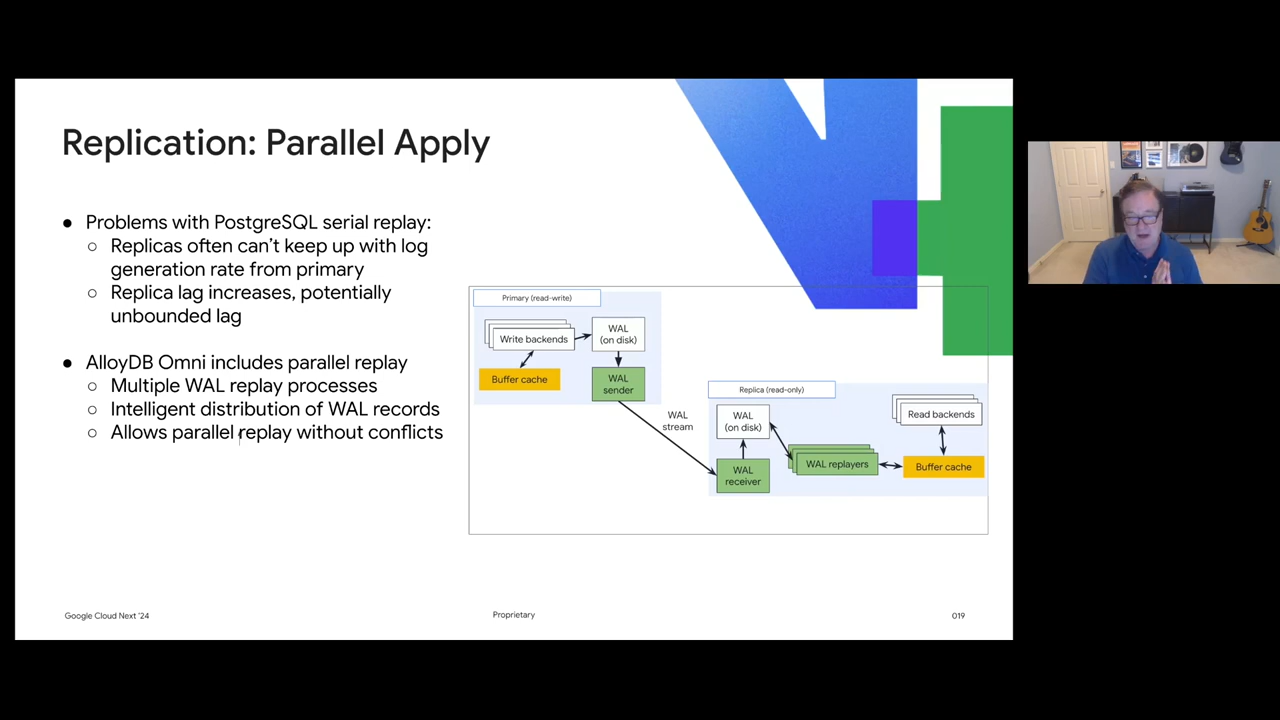 Replication: Parallel Apply
● Problems with PostgreSQL serial replay:
○ Replicas often can't keep up with log
generation rate from primary
○ Replica lag increases, potentially
unbounded lag
● AlloyDB Omni includes parallel replay
○ Multiple WAL replay processes
○ Intelligent distribution of WAL records
○ Allows parallel replay without conflicts
Primary (read-write)
Write backends
WAL
(on disk)
Buffer cache
WAL
sender
WAL
stream
Replica (read-only)
WAL
(on disk)
Read backends
WAL
receiver
WAL replayers
Buffer cache
Google Cloud Next '24
Proprietary
019